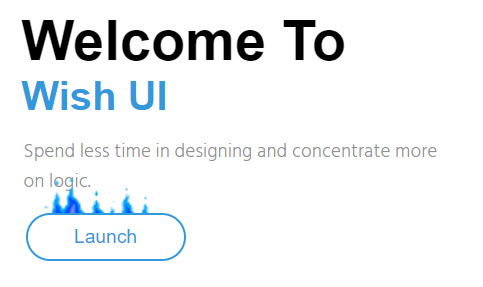 Welcome To
Wish UI
Spend less time in designing and concentrate more
on logic.
Launch